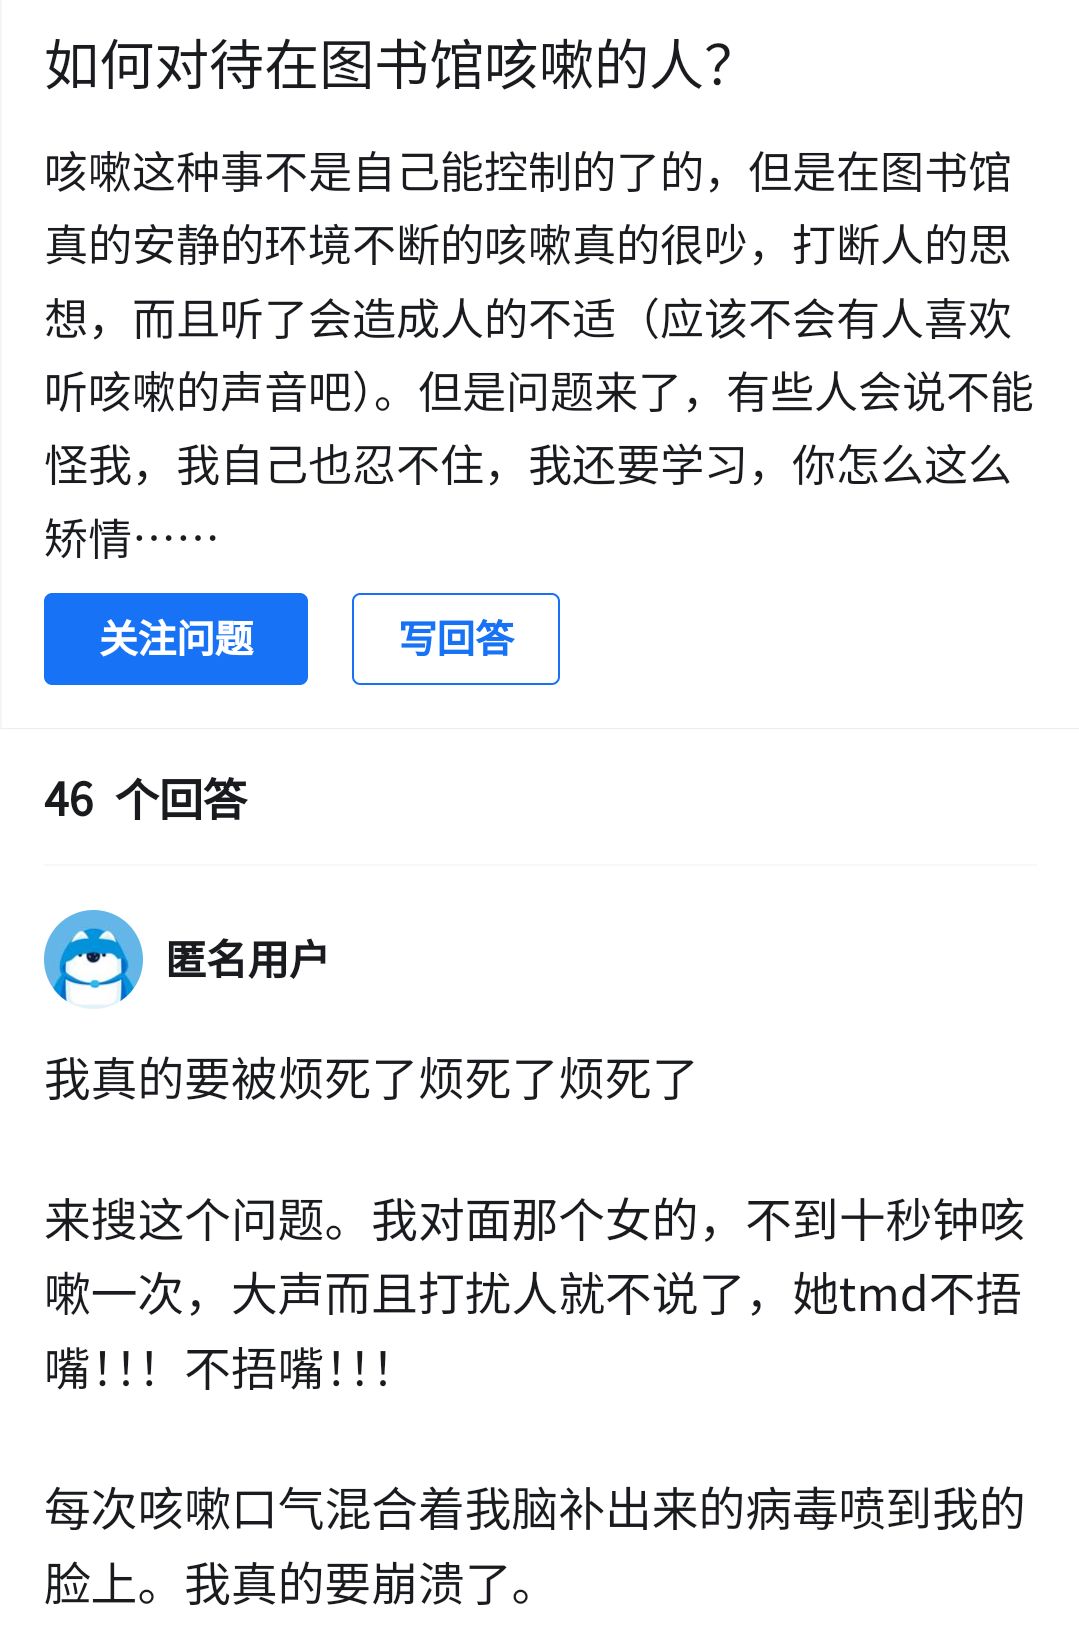 如何对待在图书馆咳嗽的人？
咳嗽这种事不是自己能控制的了的，但是在图书馆
真的安静的环境不断的咳嗽真的很吵，打断人的思
想，而且听了会造成人的不适（应该不会有人喜欢
听咳嗽的声音吧）。但是问题来了，有些人会说不能
怪我，我自己也忍不住，我还要学习，你怎么这么
矫情……
关注问题 写回答
46 个回答
匿名用户
我真的要被烦死了烦死了烦死了
来搜这个问题。我对面那个女的，不到十秒钟咳
嗽一次，大声而且打扰人就不说了，她tmd不捂
嘴！！！不捂嘴！！！
每次咳嗽口气混合着我脑补出来的病毒喷到我的
脸上。我真的要崩溃了。